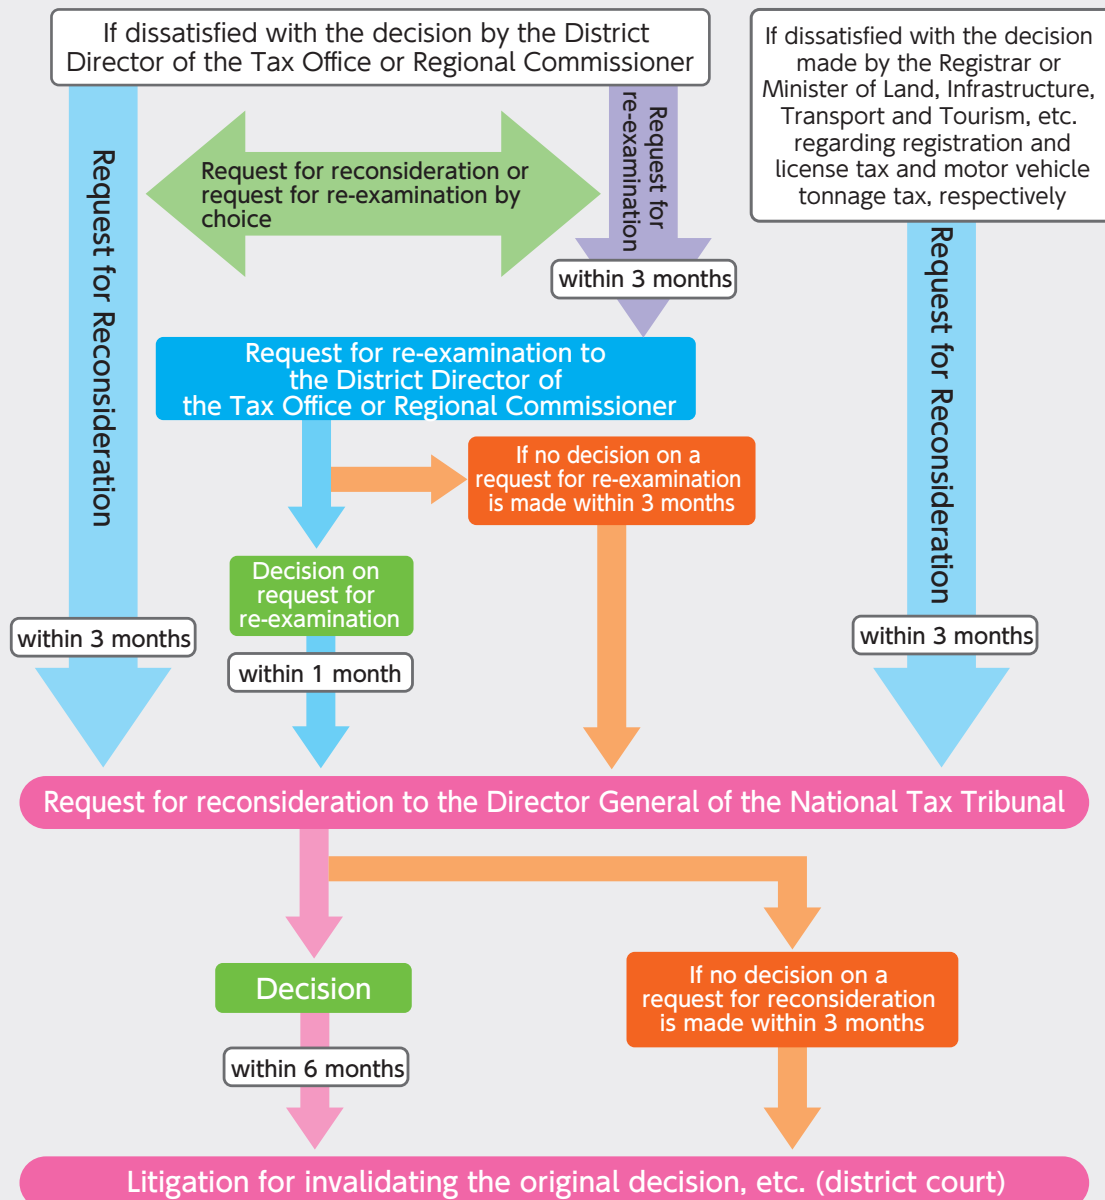 If dissatisfied with the decision by the District
Director of the Tax Office or Regional Commissioner
If dissatisfied with the decision
made by the Registrar or
Minister of Land, Infrastructure,
Transport and Tourism, etc.
regarding registration and
license tax and motor vehicle
tonnage tax, respectively
Request for Reconsideration
Request for reconsideration or
request for re-examination by
choice
Request for
re-examination
within 3 months
Request for Reconsideration
Request for re-examination to
the District Director of
the Tax Office or Regional Commissioner
If no decision on a
request for re-examination
is made within 3 months
Decision on
request for
re-examination
within 3 months
within 1 month
within 3 months
Request for reconsideration to the Director General of the National Tax Tribunal
Decision
If no decision on a
request for reconsideration
is made within 3 months
within 6 months
Litigation for invalidating the original decision, etc. (district court)